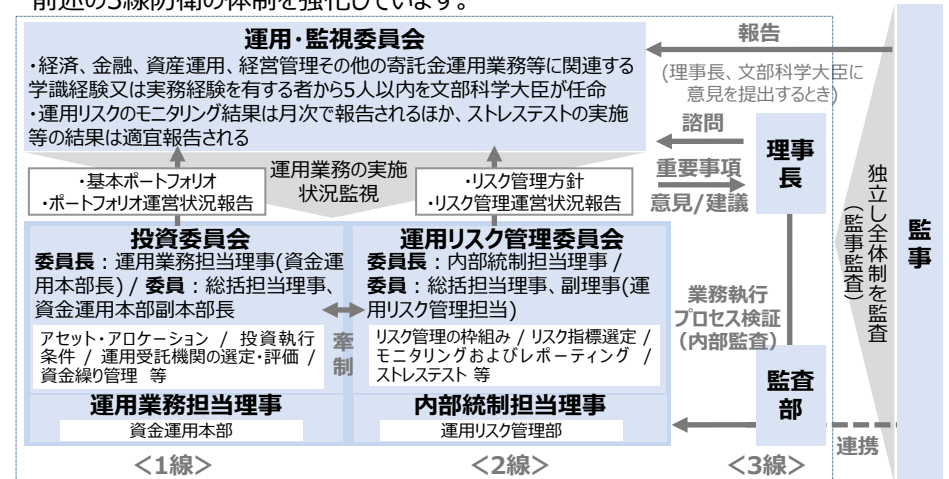 前述の3線防衛の体制を強化しています。
運用・監視委員会
・経済、金融、資産運用、経営管理その他の寄託金運用業務等に関連する
学識経験又は実務経験を有する者から5人以内を文部科学大臣が任命
・運用リスクのモニタリング結果は月次で報告されるほか、ストレステストの実施
等の結果は適宜報告される
報告
(理事長、文部科学大臣に
意見を提出するとき)
諮問
重要事項
意見/建議
理事
長
・基本ポートフォリオ
・ポートフォリオ運営状況報告
運用業務の実施
状況監視
・リスク管理方針
・リスク管理運営状況報告
投資委員会
委員長：運用業務担当理事(資金運
用本部長) / 委員：総括担当理事、
資金運用本部副本部長
アセット・アロケーション / 投資執行
条件 / 運用受託機関の選定・評価 /
資金繰り管理 等
運用業務担当理事
資金運用本部
牽
制
運用リスク管理委員会
委員長：内部統制担当理事 /
委員：総括担当理事、副理事(運
用リスク管理担当)
リスク管理の枠組み / リスク指標選定 /
モニタリングおよびレポーティング /
ストレステスト 等
内部統制担当理事
運用リスク管理部
業務執行
プロセス検証
（内部監査）
監査
部
独立し全体制を監査
（監事監査）
監事
連携
＜1線＞
＜2線＞
＜3線＞